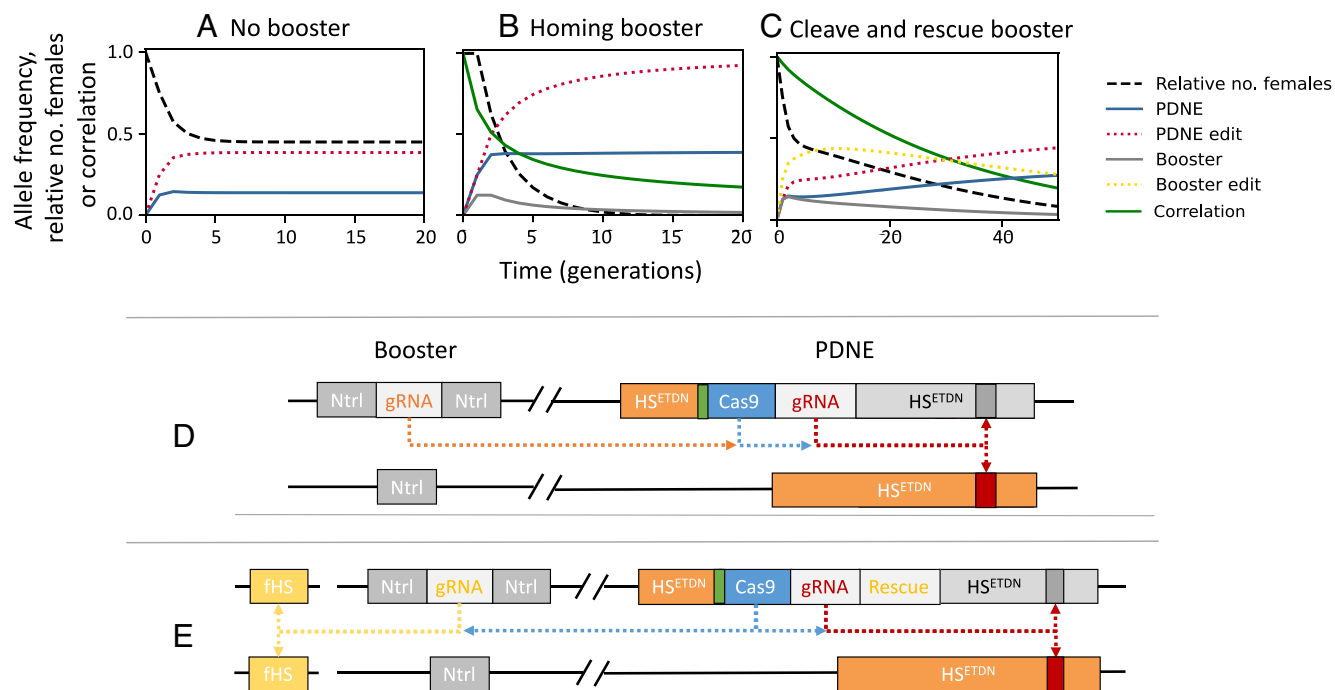 A No booster
B Homing booster
C Cleave and rescue booster
Allele frequency,
relative no. females
or correlation
1.0
0.5
0.0
0 5 10 15 20
0 5 10 15 20
0 20 40
Time (generations)
Relative no. females
PDNE
PDNE edit
Booster
Booster edit
Correlation
Booster PDNE
D
Ntrl gRNA Ntrl HSETDN Cas9 gRNA HSETDN
Ntrl HSETDN
E
fHS Ntrl gRNA Ntrl HSETDN Cas9 gRNA Rescue HSETDN
fHS Ntrl HSETDN